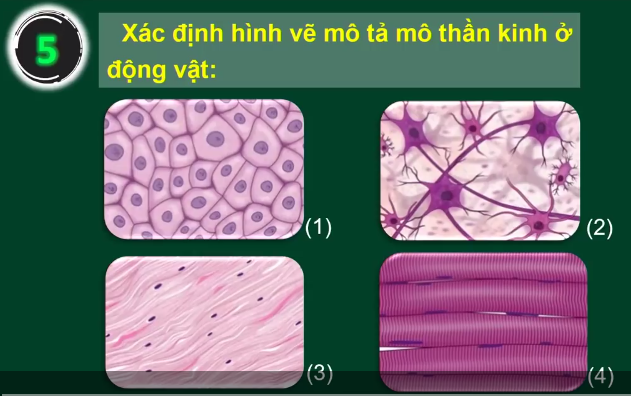 5
Xác định hình vẽ mô tả mô thần kinh ở
động vật:
(1)
(2)
(3)
(4)